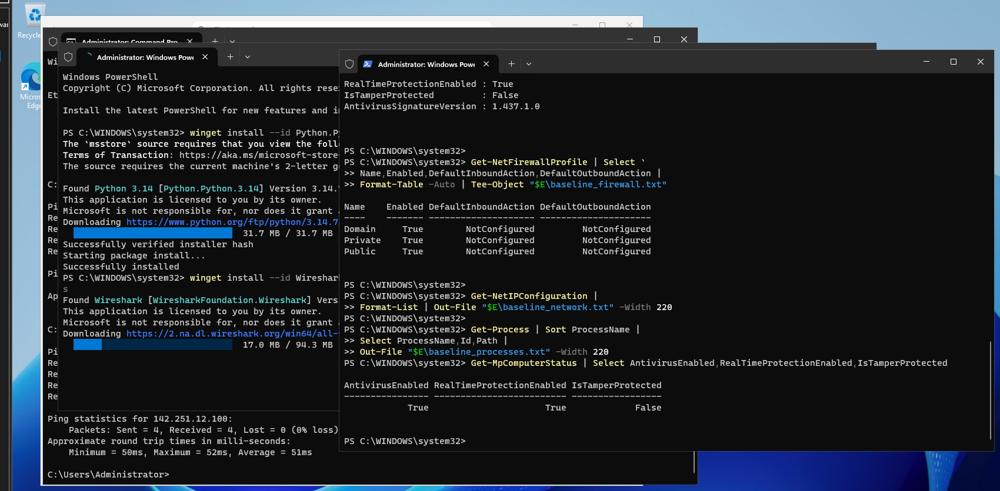 Recycle
Micros
Edge
Administrator: Command Pro
Administrator: Windows Powe
Windows PowerShell
Copyright (C) Microsoft Corporation. All rights rese
Install the latest PowerShell for new features and i
PS C:\WINDOWS\system32> winget install --id Python.Py
The `msstore` source requires that you view the foll
Terms of Transaction: https://aka.ms/microsoft-store
The source requires the current machine's 2-letter g
Found Python 3.14 [Python.Python.3.14] Version 3.14.
This application is licensed to you by its owner.
Microsoft is not responsible for, nor does it grant
Downloading https://www.python.org/ftp/python/3.14.7
31.7 MB / 31.7 MB
Successfully verified installer hash
Starting package install...
Successfully installed
PS C:\WINDOWS\system32> winget install --id Wireshar
s
Found Wireshark [WiresharkFoundation.Wireshark] Vers
This application is licensed to you by its owner.
Microsoft is not responsible for, nor does it grant
Downloading https://2.na.dl.wireshark.org/win64/all-
17.0 MB / 94.3 MB
Wi
Et
C:
Pi
Re
Re
Re
Re
Pi
Ap
C:
Pi
Re
Re
Re
Re
Ping statistics for 142.251.12.100:
Packets: Sent = 4, Received = 4, Lost = 0 (0% loss)
Approximate round trip times in milli-seconds:
Minimum = 50ms, Maximum = 52ms, Average = 51ms
C:\Users\Administrator>
Administrator: Windows Powe
RealTimeProtectionEnabled : True
IsTamperProtected : False
AntivirusSignatureVersion : 1.437.1.0
PS C:\WINDOWS\system32>
PS C:\WINDOWS\system32> Get-NetFirewallProfile | Select `
>> Name,Enabled,DefaultInboundAction,DefaultOutboundAction |
>> Format-Table -Auto | Tee-Object "$E\baseline_firewall.txt"
Name Enabled DefaultInboundAction DefaultOutboundAction
---- ------- -------------------- ---------------------
Domain True NotConfigured NotConfigured
Private True NotConfigured NotConfigured
Public True NotConfigured NotConfigured
PS C:\WINDOWS\system32>
PS C:\WINDOWS\system32> Get-NetIPConfiguration |
>> Format-List | Out-File "$E\baseline_network.txt" -Width 220
PS C:\WINDOWS\system32>
PS C:\WINDOWS\system32> Get-Process | Sort ProcessName |
>> Select ProcessName,Id,Path |
>> Out-File "$E\baseline_processes.txt" -Width 220
PS C:\WINDOWS\system32> Get-MpComputerStatus | Select AntivirusEnabled,RealTimeProtectionEnabled,IsTamperProtected
AntivirusEnabled RealTimeProtectionEnabled IsTamperProtected
---------------- ------------------------- -----------------
True True False
PS C:\WINDOWS\system32>